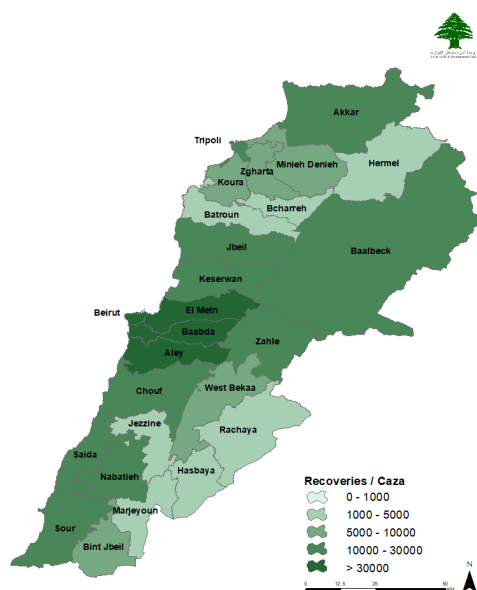 Akkar
Tripoli
Hermel
Minieh Denieh
Zgharta
Koura
Bcharreh
Batroun
Jbeil
Baalbeck
Keserwan
El Metn
Beirut
Baabda
Zahle
Aley
West Bekaa
Chouf
Jezzine
Rachaya
Saida
Hasbaya
Nabatieh
Marjeyoun
Sour
Bint Jbeil
Recoveries / Caza
0 - 1000
1000 - 5000
5000 - 10000
10000 - 30000
> 30000
N
0 12.5 25 50
KM